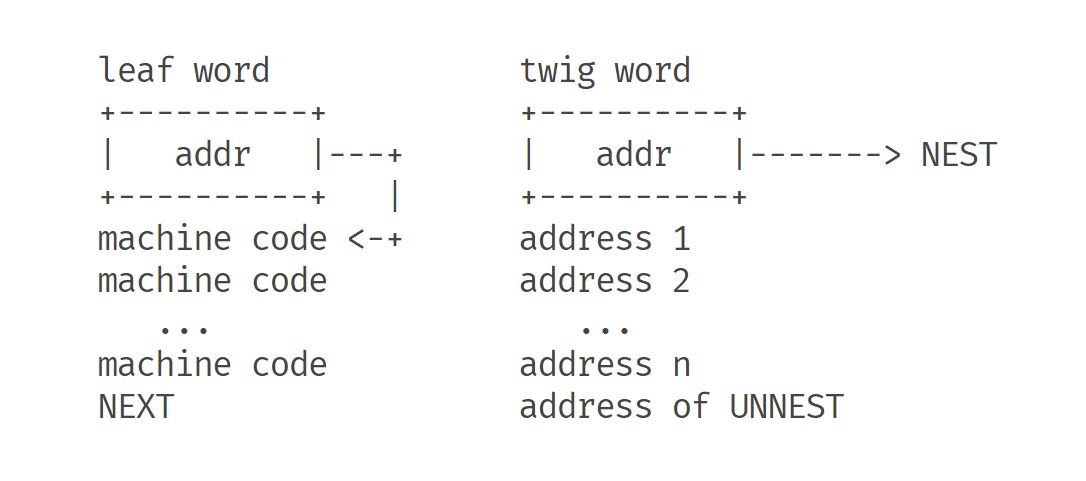 leaf word             twig word
+----------+          +----------+
|   addr   |---+      |   addr   |-------> NEST
+----------+   |      +----------+
machine code <-+      address 1
machine code          address 2
   ...                   ...
machine code          address n
NEXT                  address of UNNEST